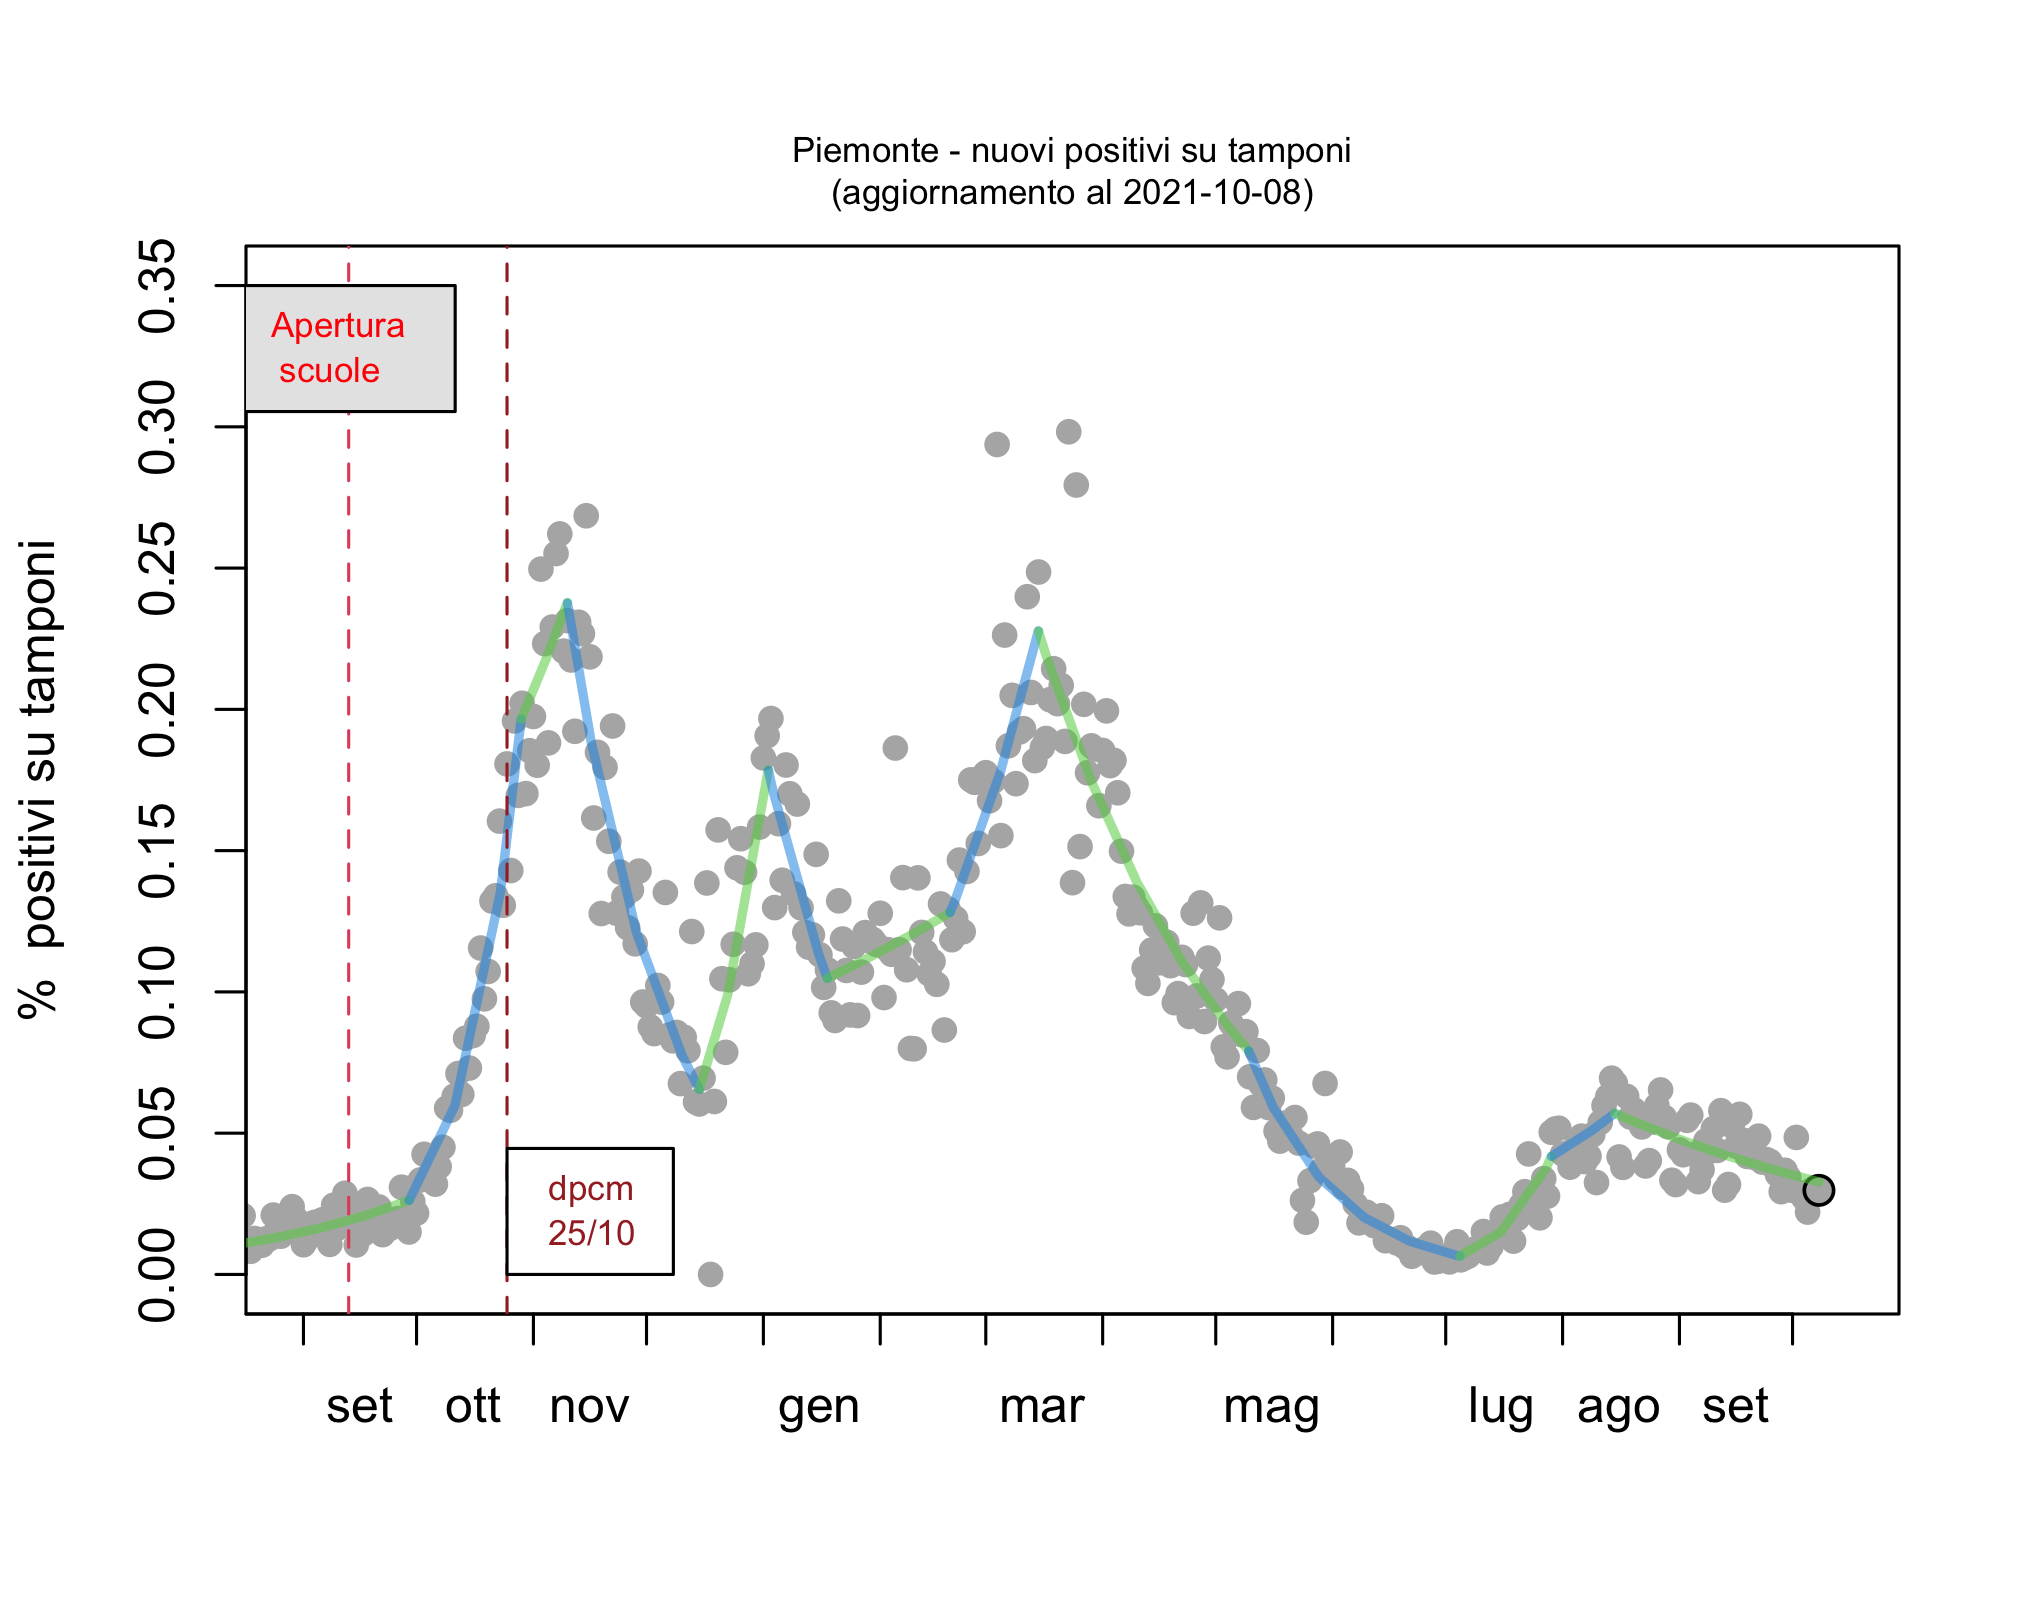 Piemonte - nuovi positivi su tamponi
(aggiornamento al 2021-10-08)
% positivi su tamponi
0.35
0.30
0.25
0.20
0.15
0.10
0.05
0.00
Apertura
scuole
dpcm
25/10
set ott nov gen mar mag lug ago set